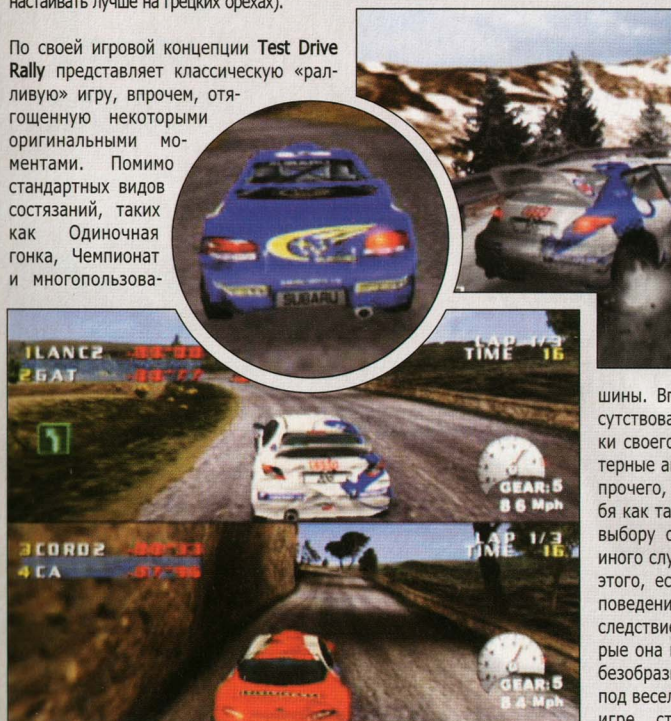 настаивать лучше на грецких орехах).
По своей игровой концепции Test Drive
Rally представляет классическую «рал-
ливую» игру, впрочем, отя-
гощенную некоторыми
оригинальными мо-
ментами. Помимо
стандартных видов
состязаний, таких
как Одиночная
гонка, Чемпионат
и многопользова-
SUBARU
1LANC2
2GAT
LAP 1/3
TIME 16
GEAR:5
86 Mph
3CORD2
4CA
LAP 1/3
TIME 16
GEAR:5
84 Mph
шины.
сутствова
ки своего
терные
прочего,
бя как та
выбору с
иного слу
этого, ес
поведени
следствие
рые она
безобраз
под весел
игре, ст